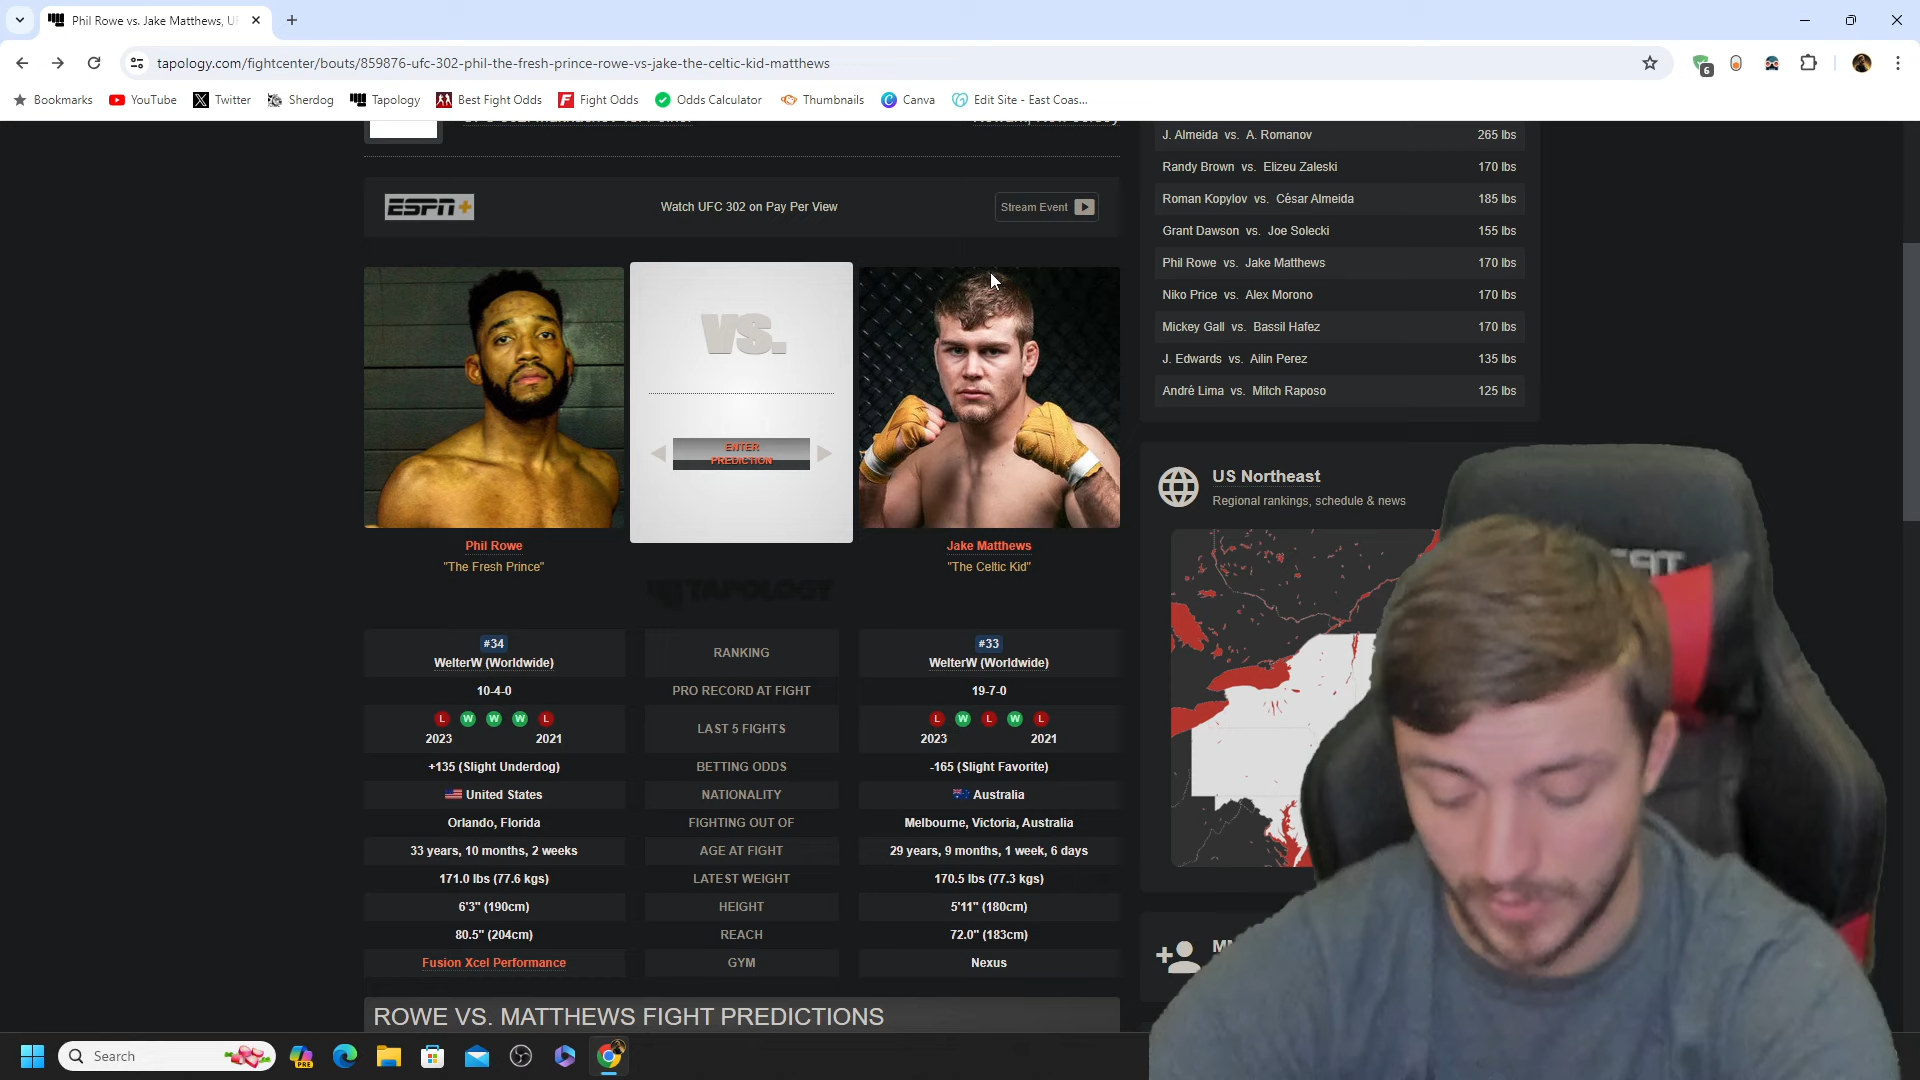 Phil Rowe vs. Jake Matthews, U
tapology.com/fightcenter/bouts/859876-ufc-302-phil-the-fresh-prince-rowe-vs-jake-the-celtic-kid-matthews
6
Bookmarks YouTube Twitter Sherdog Tapology Best Fight Odds Fight Odds Odds Calculator Thumbnails Canva Edit Site - East Coas...
J. Almeida vs. A. Romanov 265 lbs
Randy Brown vs. Elizeu Zaleski 170 lbs
Roman Kopylov vs. César Almeida 185 lbs
Grant Dawson vs. Joe Solecki 155 lbs
Phil Rowe vs. Jake Matthews 170 lbs
Niko Price vs. Alex Morono 170 lbs
Mickey Gall vs. Bassil Hafez 170 lbs
J. Edwards vs. Ailin Perez 135 lbs
André Lima vs. Mitch Raposo 125 lbs
ESPN+ Watch UFC 302 on Pay Per View Stream Event
VS.
ENTER
PREDICTION
US Northeast
Regional rankings, schedule & news
Phil Rowe Jake Matthews
"The Fresh Prince" "The Celtic Kid"
TAPOLOGY
#34 #33
WelterW (Worldwide) RANKING WelterW (Worldwide)
10-4-0 PRO RECORD AT FIGHT 19-7-0
L W W W L LAST 5 FIGHTS L W L W L
2023 2021 2023 2021
+135 (Slight Underdog) BETTING ODDS -165 (Slight Favorite)
United States NATIONALITY Australia
Orlando, Florida FIGHTING OUT OF Melbourne, Victoria, Australia
33 years, 10 months, 2 weeks AGE AT FIGHT 29 years, 9 months, 1 week, 6 days
171.0 lbs (77.6 kgs) LATEST WEIGHT 170.5 lbs (77.3 kgs)
6'3" (190cm) HEIGHT 5'11" (180cm)
80.5" (204cm) REACH 72.0" (183cm)
Fusion Xcel Performance GYM Nexus
ROWE VS. MATTHEWS FIGHT PREDICTIONS
Search
PRE